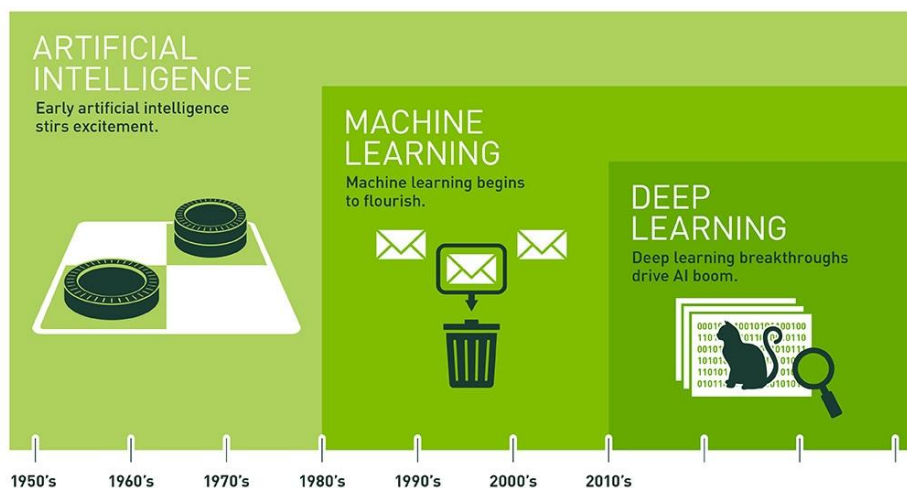 ARTIFICIAL
INTELLIGENCE
Early artificial intelligence
stirs excitement.
MACHINE
LEARNING
Machine learning begins
to flourish.
DEEP
LEARNING
Deep learning breakthroughs
drive AI boom.
1950's 1960's 1970's 1980's 1990's 2000's 2010's